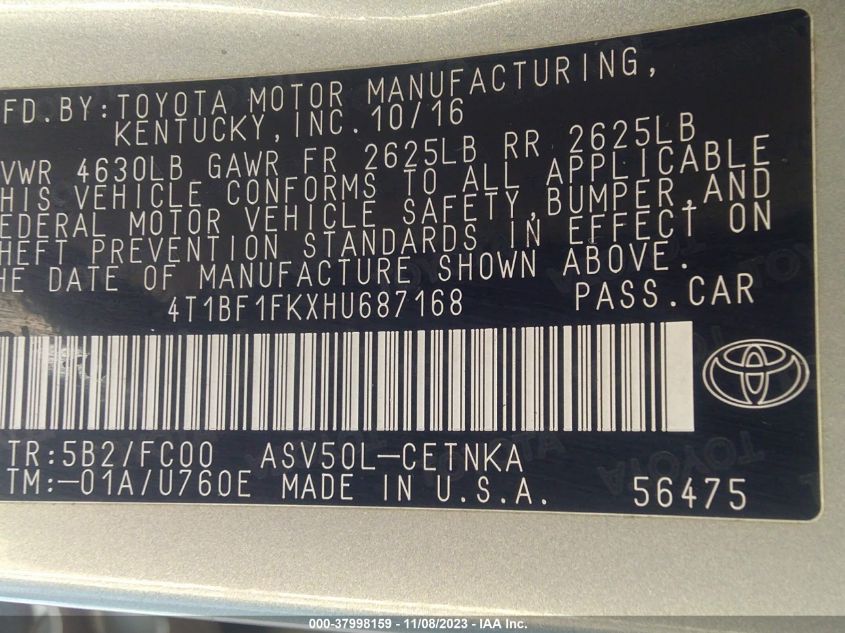 FD.BY:TOYOTA MOTOR MANUFACTURING,
KENTUCKY,INC.10/16
VWR 4630LB GAWR FR 2625LB RR 2625LB
HIS VEHICLE CONFORMS TO ALL APPLICABLE
EDERAL MOTOR VEHICLE SAFETY,BUMPER,AND
HEFT PREVENTION STANDARDS IN EFFECT ON
HE DATE OF MANUFACTURE SHOWN ABOVE.
4T1BF1FKXHU687168 PASS.CAR
TR:5B2/FC00 ASV50L-CETNKA
TM:-01A/U760E MADE IN U.S.A. 56475
000-37998159 - 11/08/2023 - IAA Inc.